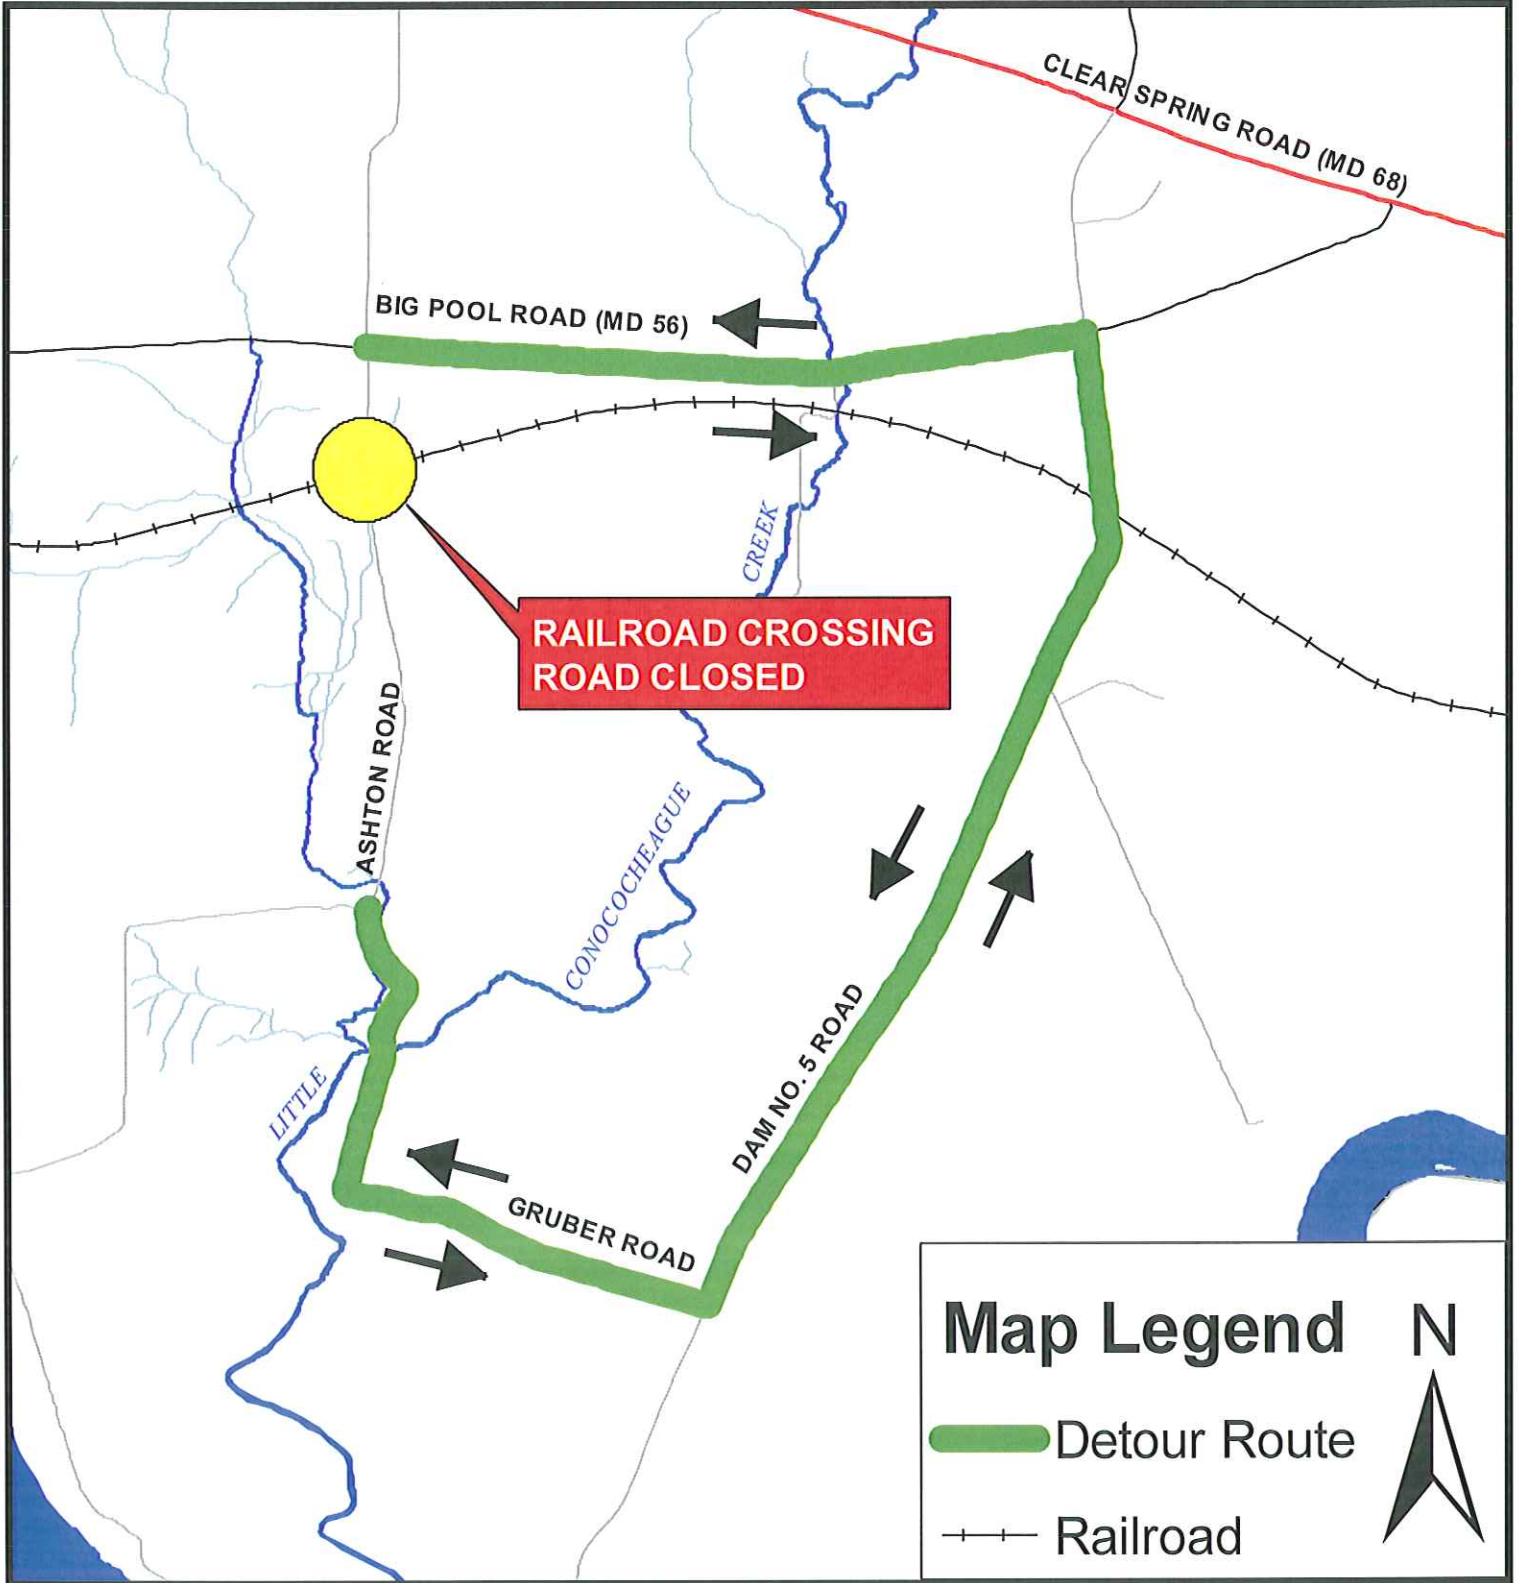 CLEAR SPRING ROAD (MD 68)
BIG POOL ROAD (MD 56)
CREEK
RAILROAD CROSSING
ROAD CLOSED
ASHTON ROAD
CONOCOCHEAGUE
DAM NO. 5 ROAD
LITTLE
GRUBER ROAD
Map Legend
N
Detour Route
Railroad